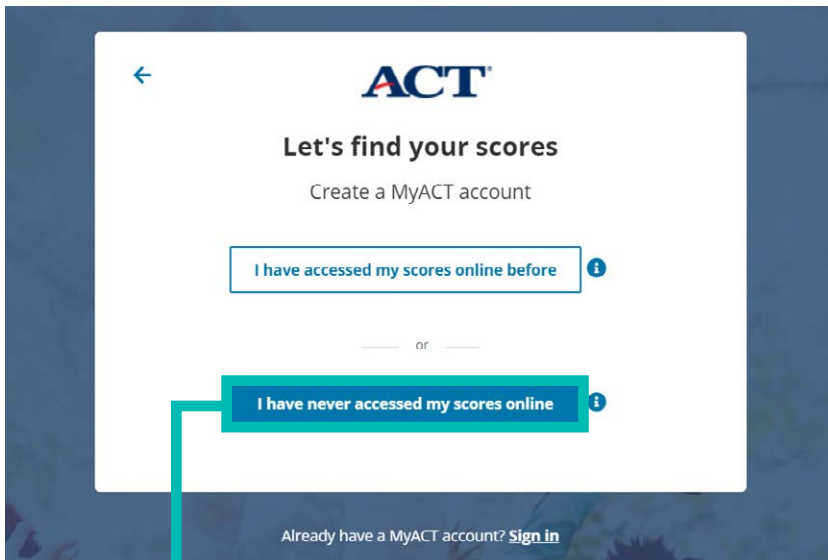 ACT
Let's find your scores
Create a MyACT account
I have accessed my scores online before
or
I have never accessed my scores online
Already have a MyACT account? Sign in